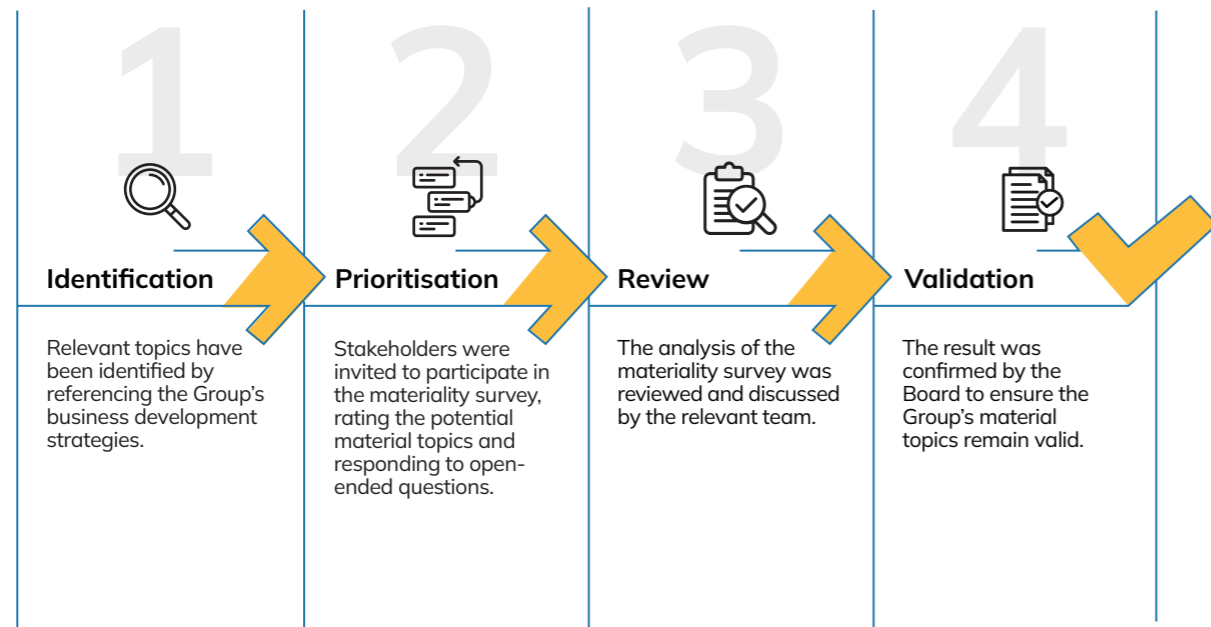 1
Identification
Relevant topics have
been identified by
referencing the Group's
business development
strategies.
2
Prioritisation
Stakeholders were
invited to participate in
the materiality survey,
rating the potential
material topics and
responding to open-
ended questions.
3
Review
The analysis of the
materiality survey was
reviewed and discussed
by the relevant team.
4
Validation
The result was
confirmed by the
Board to ensure the
Group's material
topics remain valid.